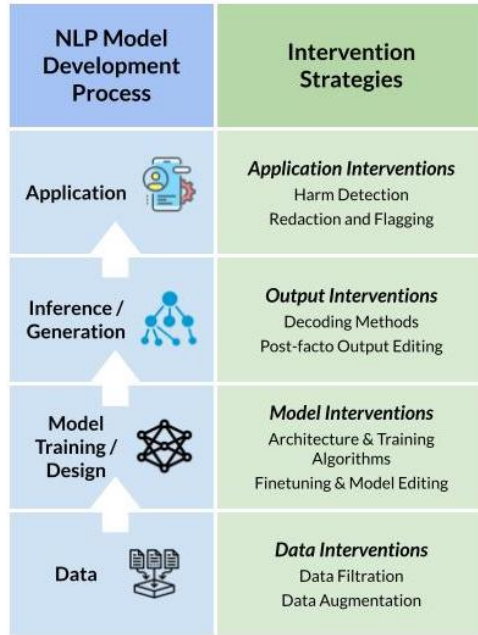 NLP Model
Development
Process
Intervention
Strategies
Application
Application Interventions
Harm Detection
Redaction and Flagging
Inference /
Generation
Output Interventions
Decoding Methods
Post-facto Output Editing
Model
Training /
Design
Model Interventions
Architecture & Training
Algorithms
Finetuning & Model Editing
Data
Data Interventions
Data Filtration
Data Augmentation